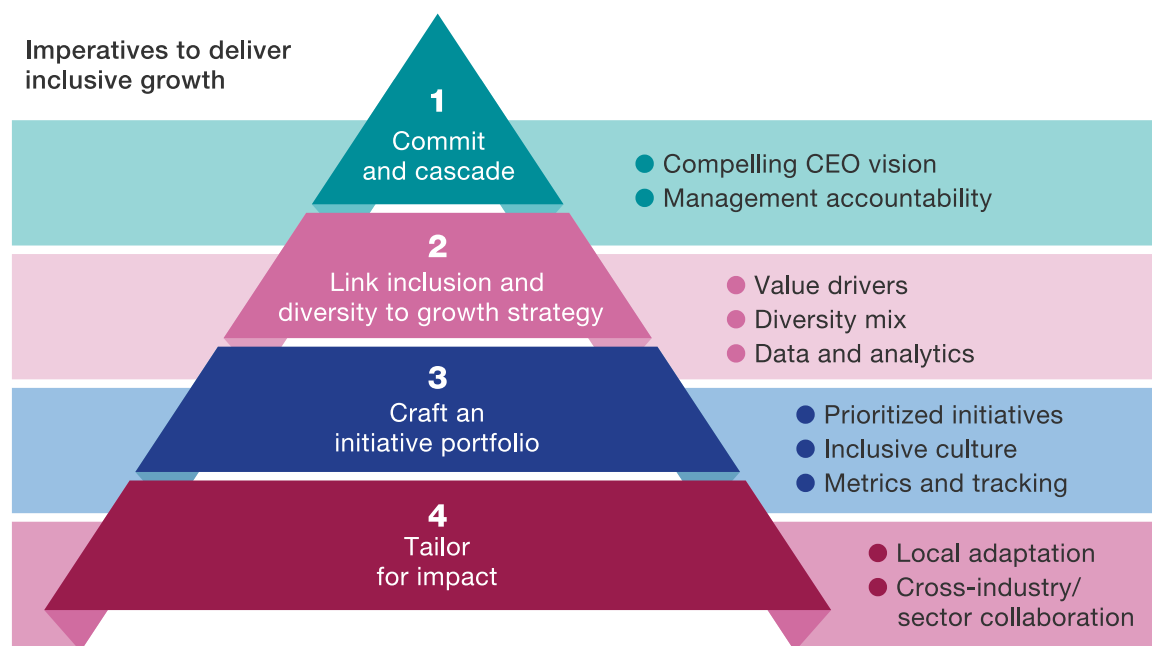 Imperatives to deliver
inclusive growth
1
Commit
and cascade
● Compelling CEO vision
● Management accountability
2
Link inclusion and
diversity to growth strategy
● Value drivers
● Diversity mix
● Data and analytics
3
Craft an
initiative portfolio
● Prioritized initiatives
● Inclusive culture
● Metrics and tracking
4
Tailor
for impact
● Local adaptation
● Cross-industry/
sector collaboration